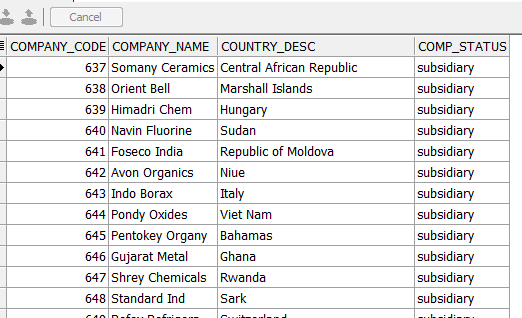 Cancel
COMPANY_CODE COMPANY_NAME COUNTRY_DESC COMP_STATUS
637 Somany Ceramics Central African Republic subsidiary
638 Orient Bell Marshall Islands subsidiary
639 Himadri Chem Hungary subsidiary
640 Navin Fluorine Sudan subsidiary
641 Foseco India Republic of Moldova subsidiary
642 Avon Organics Niue subsidiary
643 Indo Borax Italy subsidiary
644 Pondy Oxides Viet Nam subsidiary
645 Pentokey Organy Bahamas subsidiary
646 Gujarat Metal Ghana subsidiary
647 Shrey Chemicals Rwanda subsidiary
648 Standard Ind Sark subsidiary